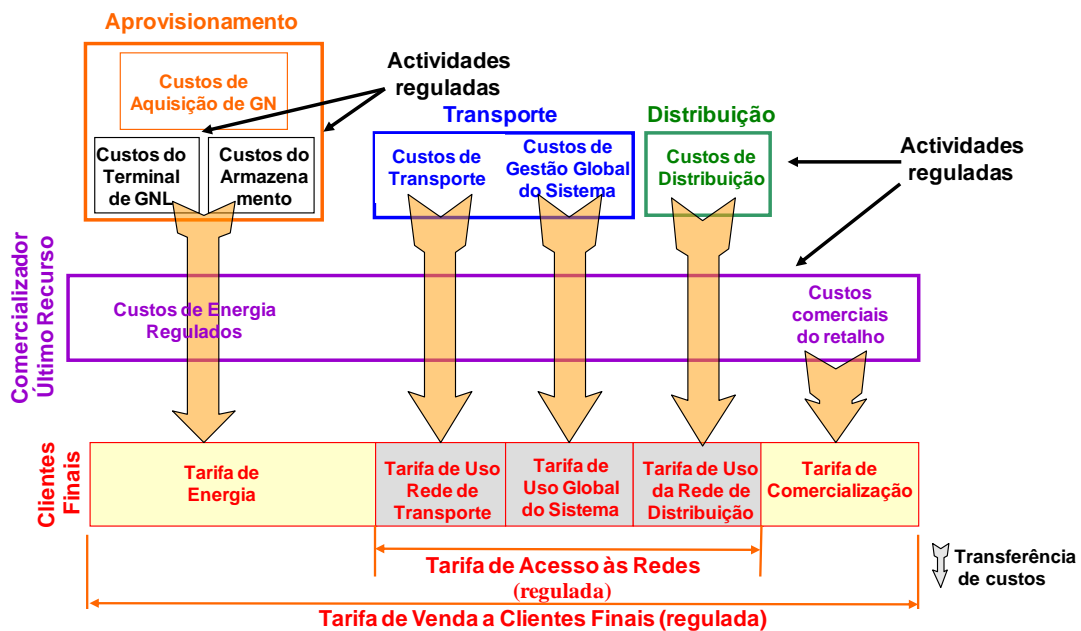 Aprovisionamento
Custos de
Aquisição de GN
Custos do
Terminal
de GNL
Custos do
Armazena
mento
Actividades
reguladas
Transporte
Custos de
Transporte
Custos de
Gestão Global
do Sistema
Distribuição
Custos de
Distribuição
Actividades
reguladas
Comercializador
Último Recurso
Custos de Energia
Regulados
Custos
comerciais
do retalho
Clientes
Finais
Tarifa de
Energia
Tarifa de Uso
Rede de
Transporte
Tarifa de
Uso Global
do Sistema
Tarifa de Uso
da Rede de
Distribuição
Tarifa de
Comercialização
Tarifa de Acesso às Redes
(regulada)
Tarifa de Venda a Clientes Finais (regulada)
Transferência
de custos